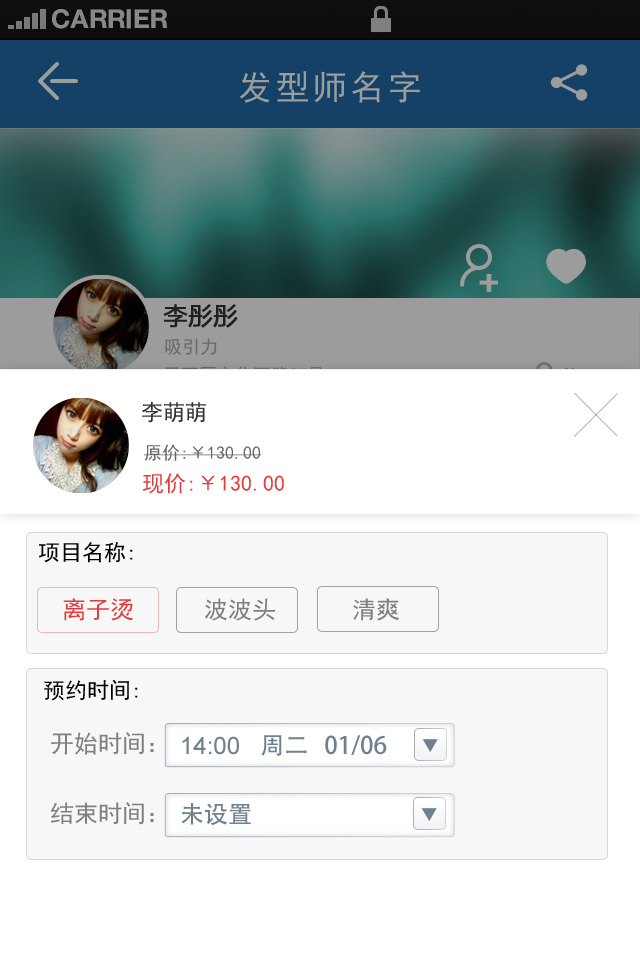 CARRIER
发型师名字
李彤彤
吸引力
李萌萌
原价:￥130.00
现价:￥130.00
项目名称:
离子烫 波波头 清爽
预约时间:
开始时间: 14:00 周二 01/06
结束时间: 未设置